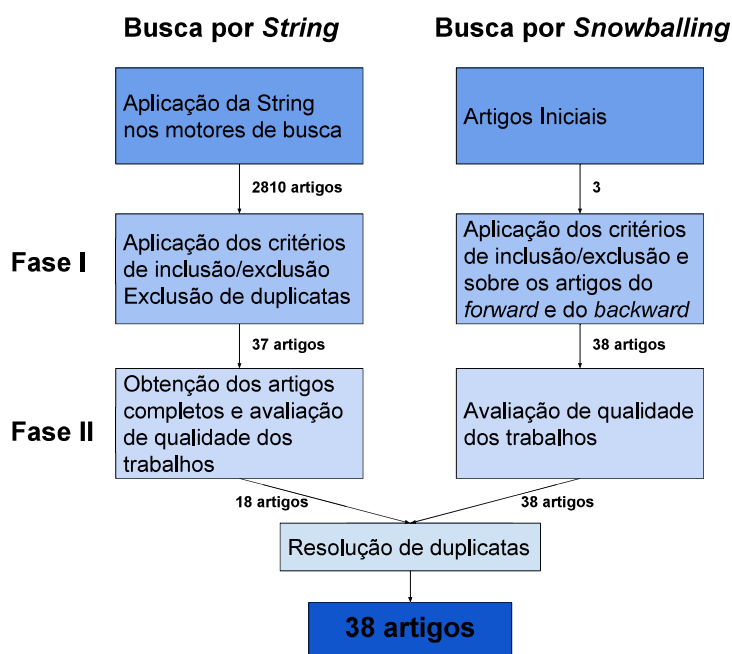 Busca por String
Busca por Snowballing
Aplicação da String
nos motores de busca
Artigos Iniciais
2810 artigos
3
Fase I
Aplicação dos critérios
de inclusão/exclusão
Exclusão de duplicatas
Aplicação dos critérios
de inclusão/exclusão e
sobre os artigos do
forward e do backward
37 artigos
38 artigos
Fase II
Obtenção dos artigos
completos e avaliação
de qualidade dos
trabalhos
Avaliação de qualidade
dos trabalhos
18 artigos
38 artigos
Resolução de duplicatas
38 artigos